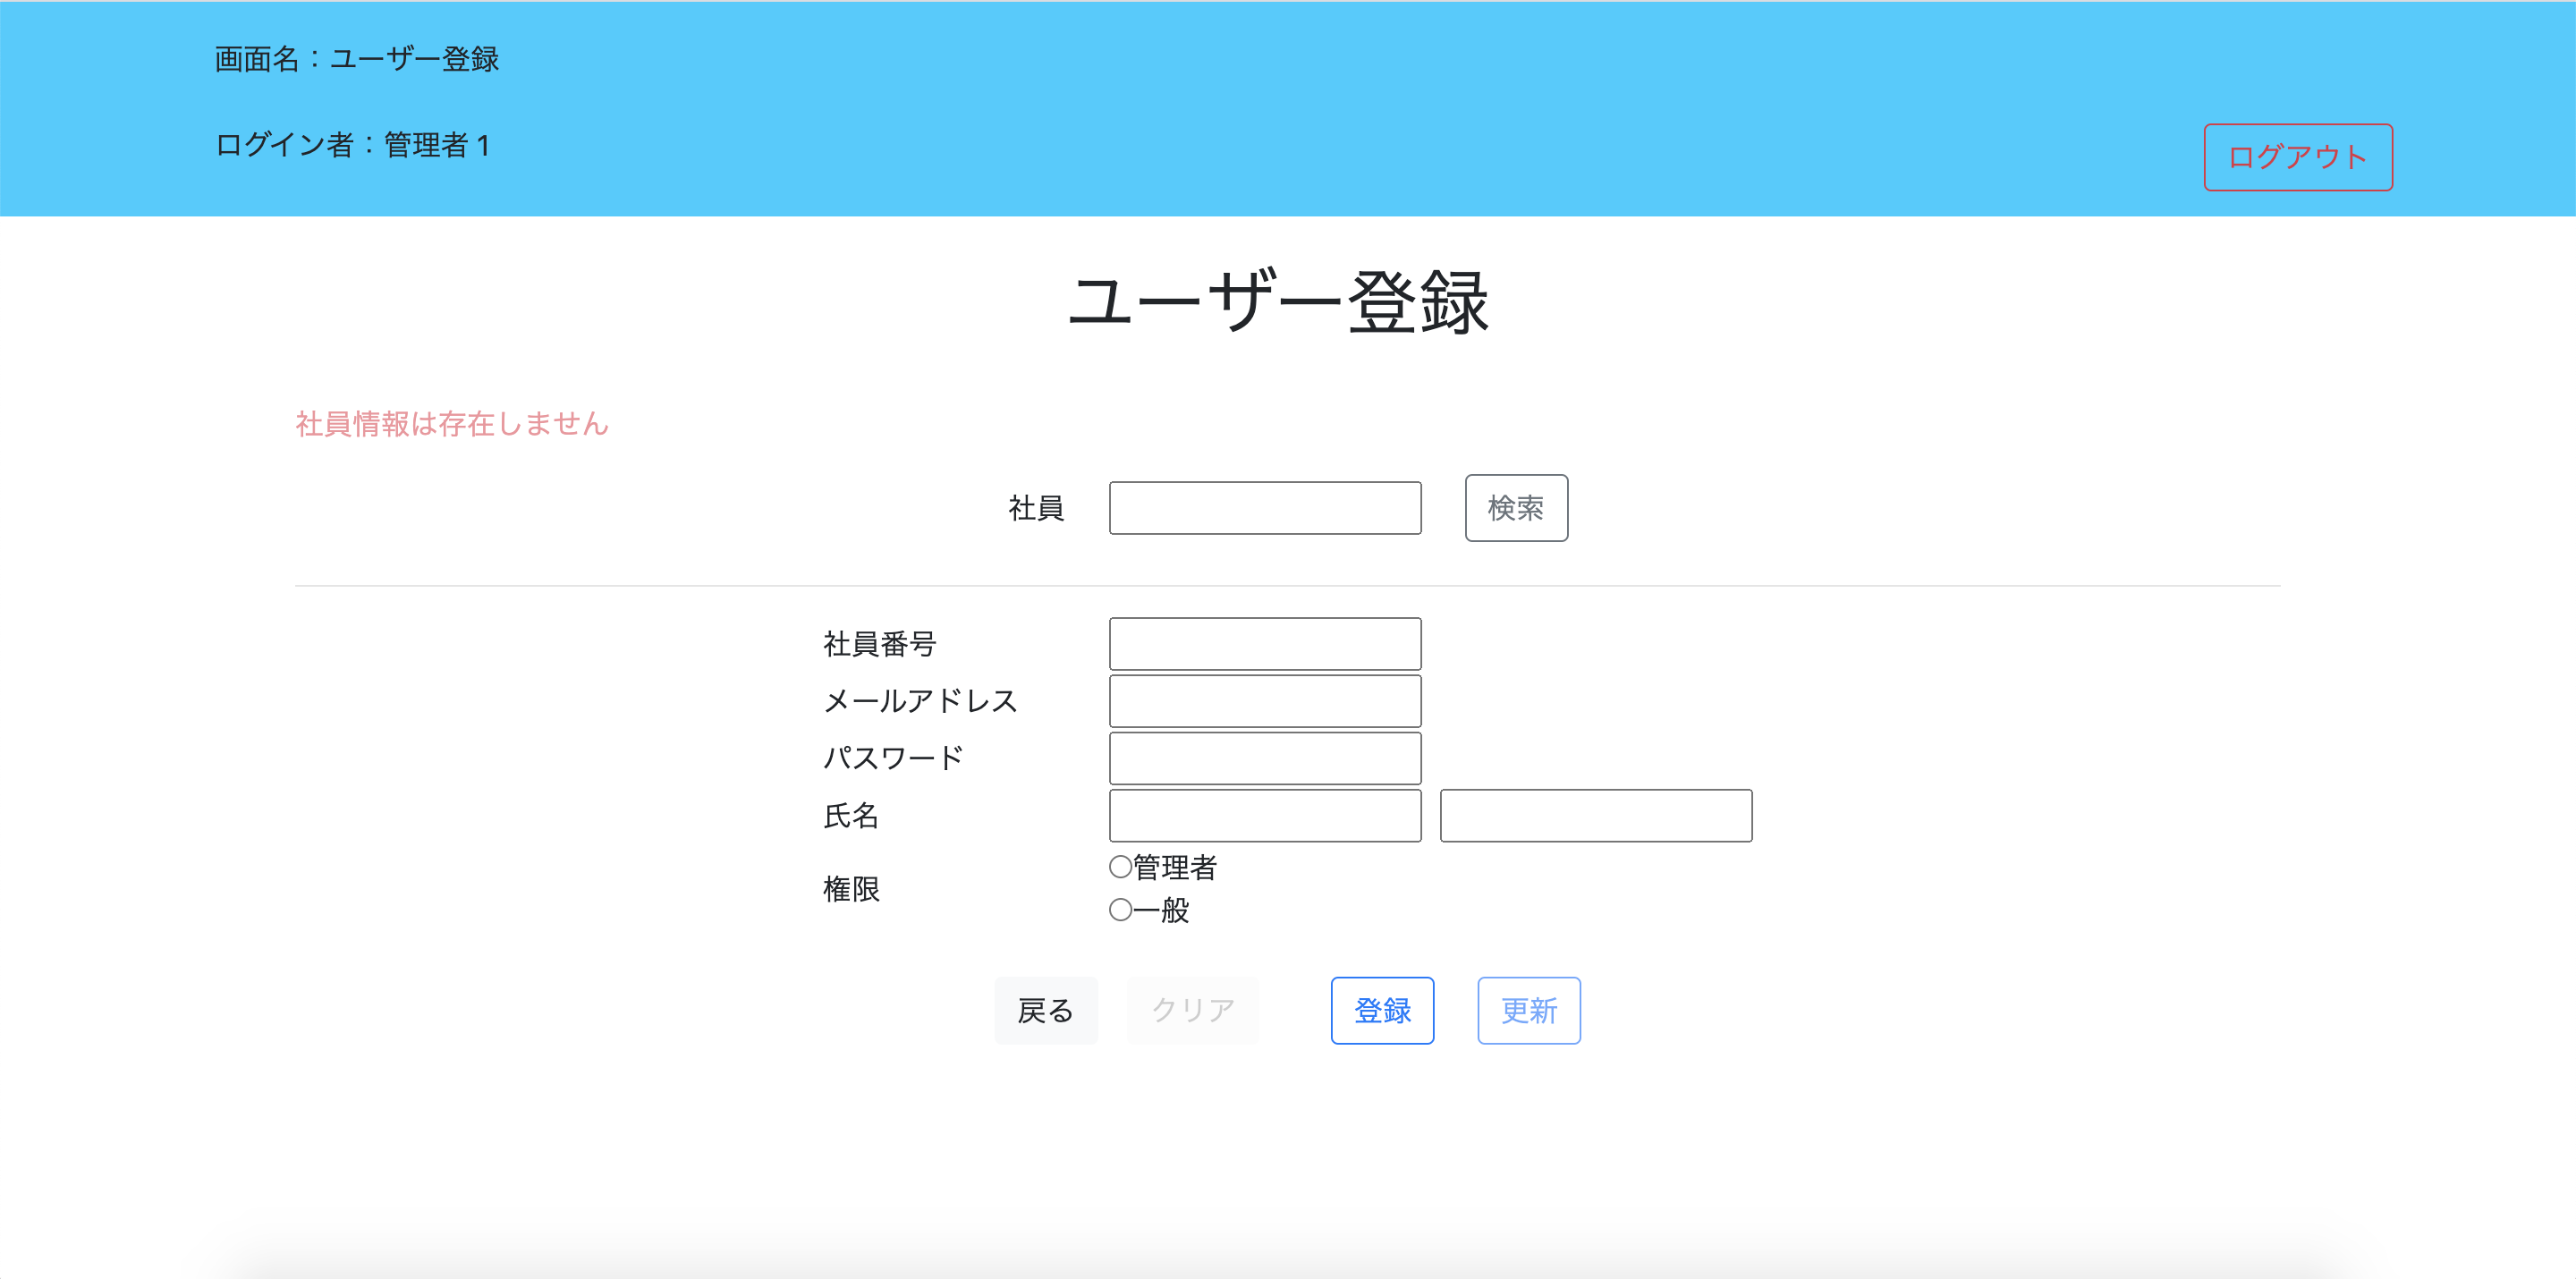 画面名：ユーザー登録
ログイン者：管理者 1
ログアウト
ユーザー登録
社員情報は存在しません
社員
検索
社員番号
メールアドレス
パスワード
氏名
権限
管理者
一般
戻る クリア 登録 更新